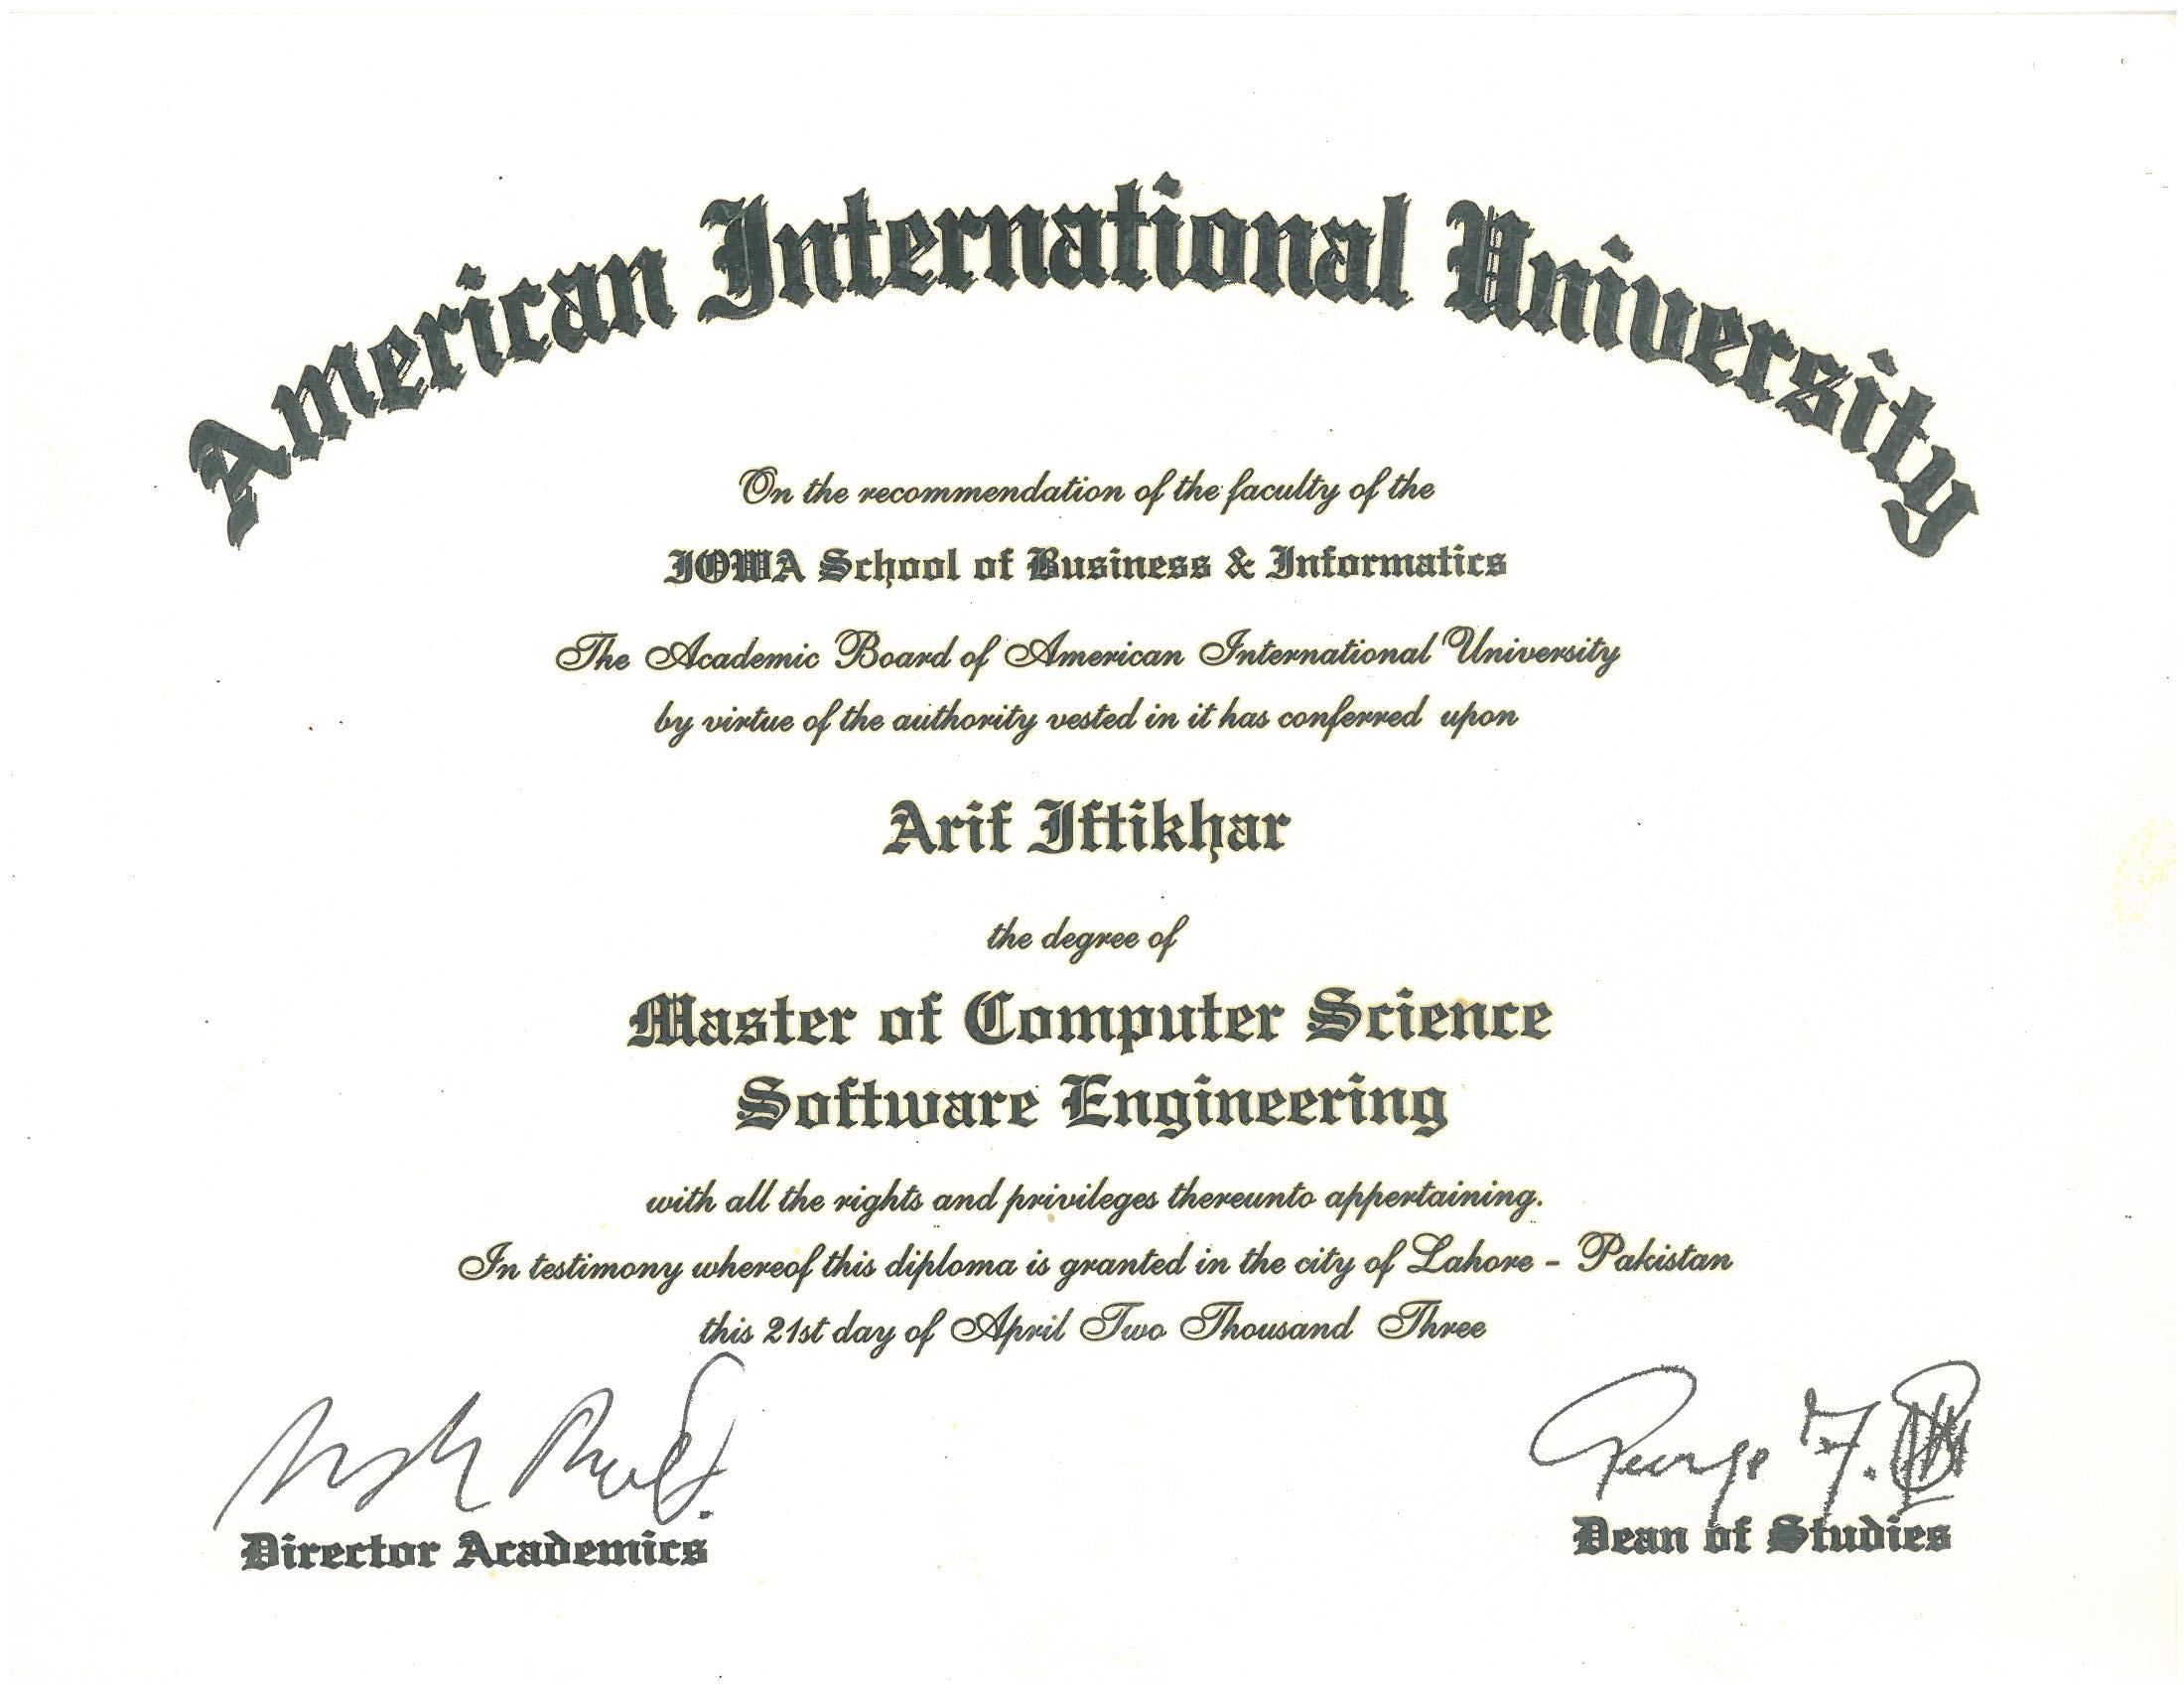 American International University
On the recommendation of the faculty of the
IOWA School of Business & Informatics
The Academic Board of American International University
by virtue of the authority vested in it has conferred upon
Arif Iftikhar
the degree of
Master of Computer Science
Software Engineering
with all the rights and privileges thereunto appertaining.
In testimony whereof this diploma is granted in the city of Lahore - Pakistan
this 21st day of April Two Thousand Three
George F.
Director Academics
Dean of Studies